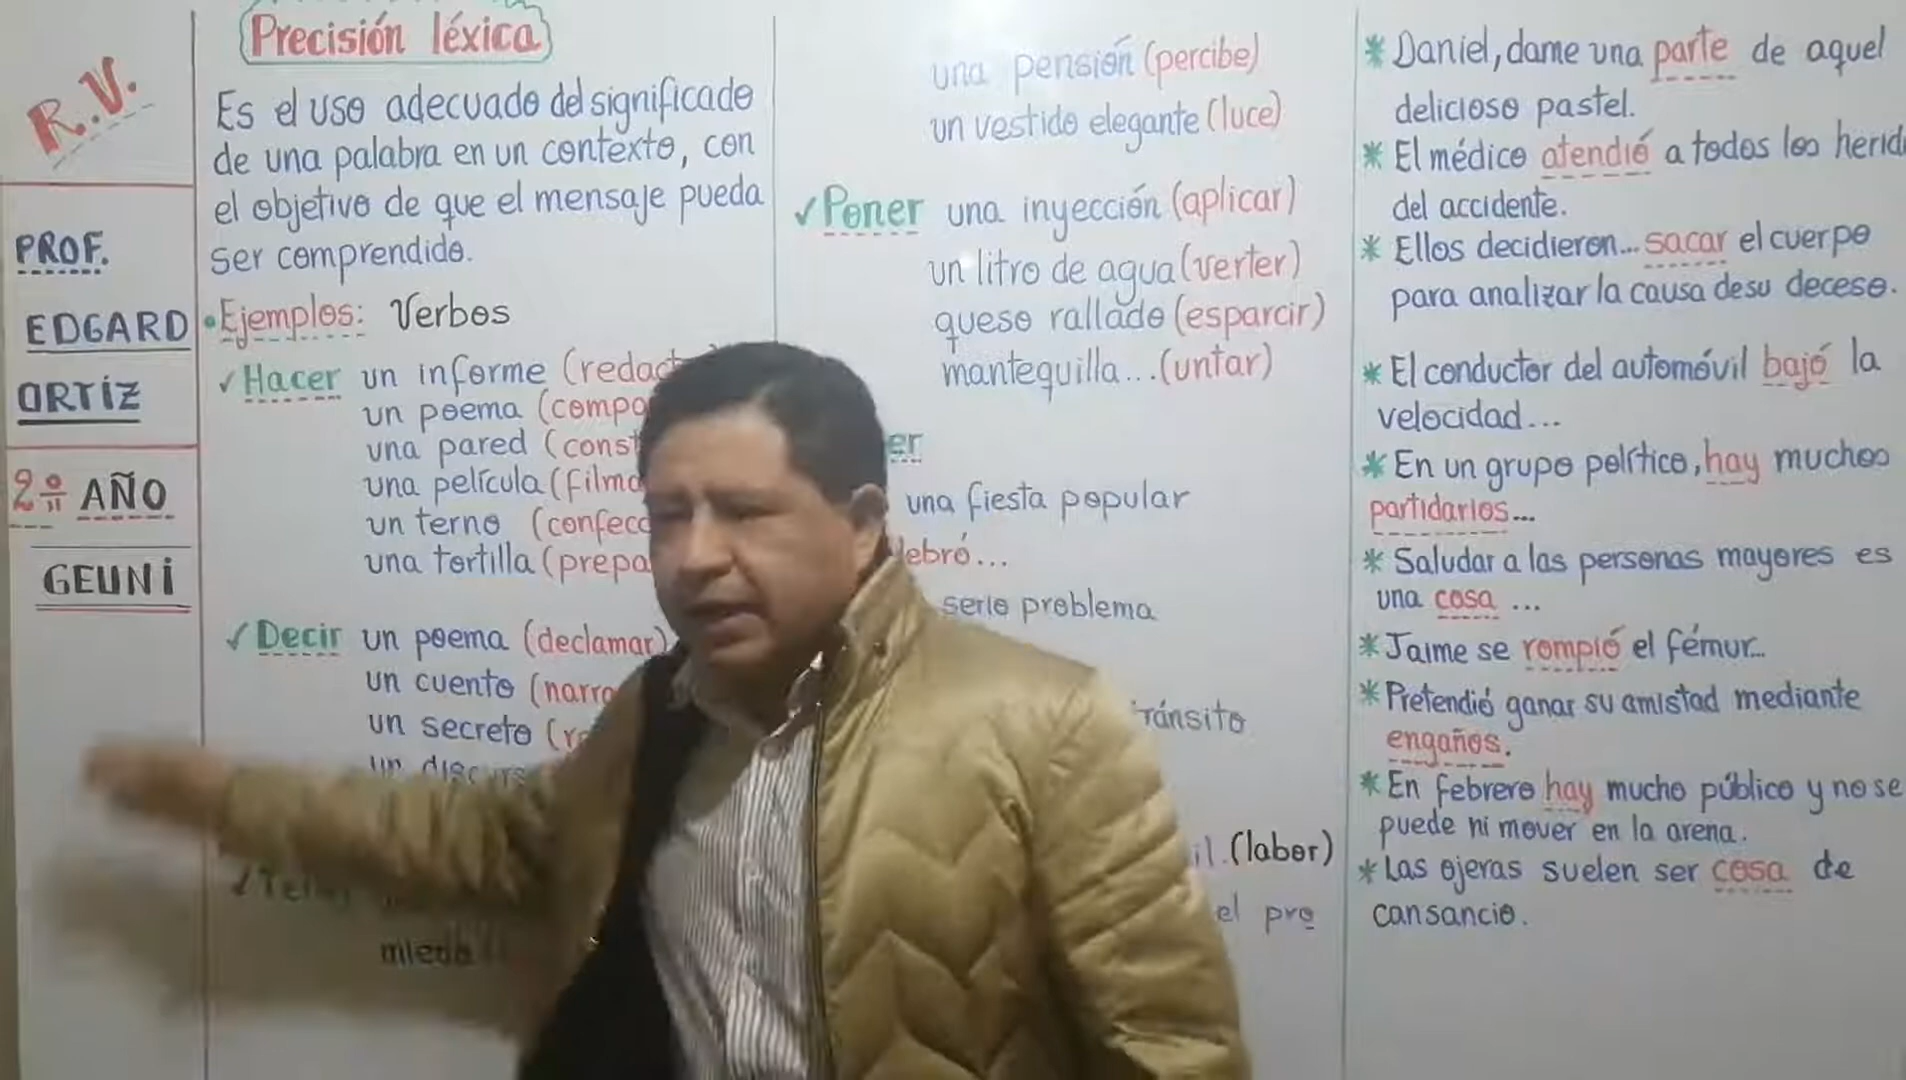 R.V.
PROF.
EDGARD
ORTIZ
2º AÑO
GEUNI
Precisión léxica
Es el uso adecuado del significado
de una palabra en un contexto, con
el objetivo de que el mensaje pueda
ser comprendido.
• Ejemplos: Verbos
✓ Hacer un informe (redact
un poema (compo
una pared (const
una película (filma
un terno (confecc
una tortilla (prepa
✓ Decir un poema (declamar)
un cuento (narra
un secreto (re
un discurs
✓ Tener
miedo
una pensión (percibe)
un vestido elegante (luce)
✓ Poner una inyección (aplicar)
un litro de agua (verter)
queso rallado (esparcir)
mantequilla...(untar)
er
una fiesta popular
lebró...
serio problema
tránsito
il. (labor)
el pro
* Daniel, dame una parte de aquel
delicioso pastel.
* El médico atendió a todos los herid
del accidente.
* Ellos decidieron... sacar el cuerpo
para analizar la causa de su deceso.
* El conductor del automóvil bajó la
velocidad...
* En un grupo político, hay muchos
partidarios...
* Saludar a las personas mayores es
una cosa ...
* Jaime se rompió el fémur...
* Pretendió ganar su amistad mediante
engaños.
* En febrero hay mucho público y no se
puede ni mover en la arena.
* Las ojeras suelen ser cosa de
cansancio.